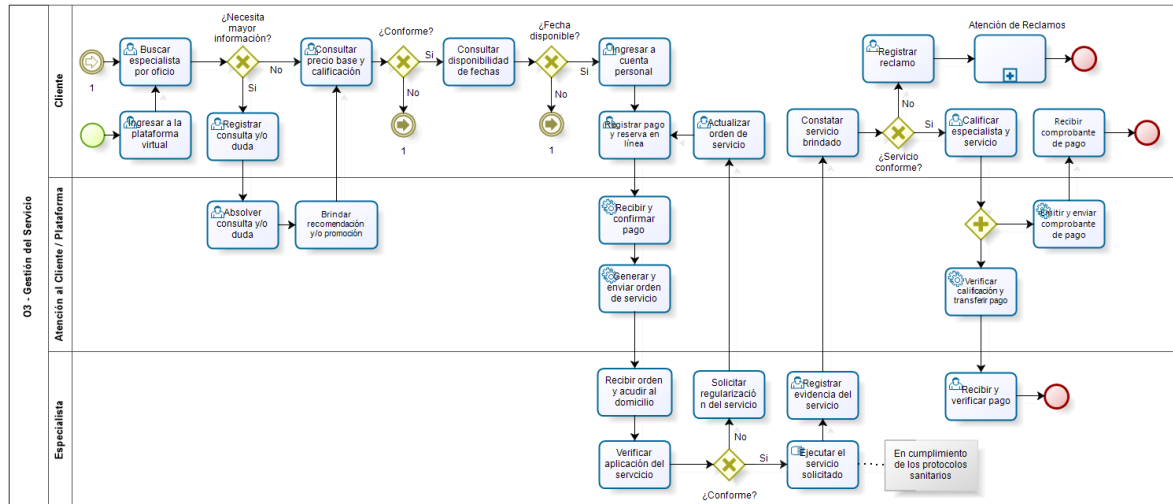 O3 - Gestión del Servicio
Cliente
Atención al Cliente / Plataforma
Especialista
1
Buscar
especialista
por oficio
Ingresar a la
plataforma
virtual
¿Necesita
mayor
información?
No
Si
Registrar
consulta y/o
duda
Consultar
precio base y
calificación
¿Conforme?
Si
No
1
Consultar
disponibilidad
de fechas
¿Fecha
disponible?
Si
No
1
Ingresar a
cuenta
personal
Registrar pago
y reserva en
línea
Actualizar
orden de
servicio
Constatar
servicio
brindado
¿Servicio
conforme?
No
Si
Registrar
reclamo
Atención de Reclamos
Calificar
especialista y
servicio
Recibir
comprobante
de pago
Absolver
consulta y/o
duda
Brindar
recomendación
y/o promoción
Recibir y
confirmar
pago
Generar y
enviar orden
de servicio
Emitir y enviar
comprobante
de pago
Verificar
calificación y
transferir pago
Recibir orden
y acudir al
domicilio
Verificar
aplicación del
servcicio
¿Conforme?
No
Si
Solicitar
regularizació
n del servicio
Registrar
evidencia del
servicio
Ejecutar el
servicio
solicitado
En cumplimiento
de los protocolos
sanitarios
Recibir y
verificar pago